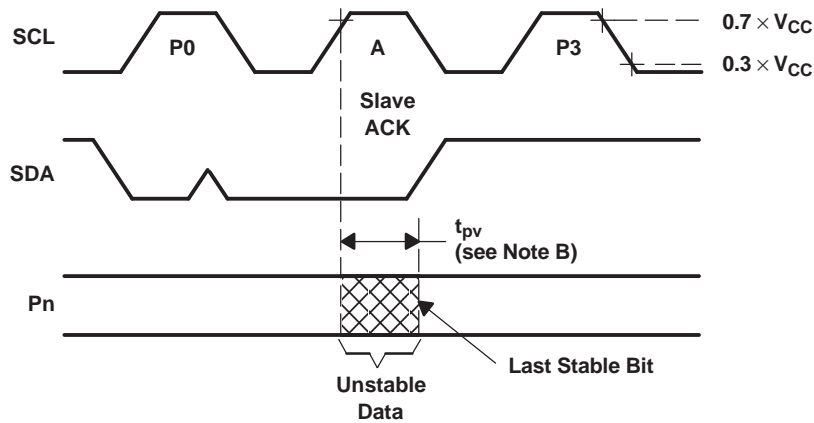 SCL
P0
A
P3
0.7 × VCC
0.3 × VCC
Slave
ACK
SDA
tpv
(see Note B)
Pn
Last Stable Bit
Unstable
Data